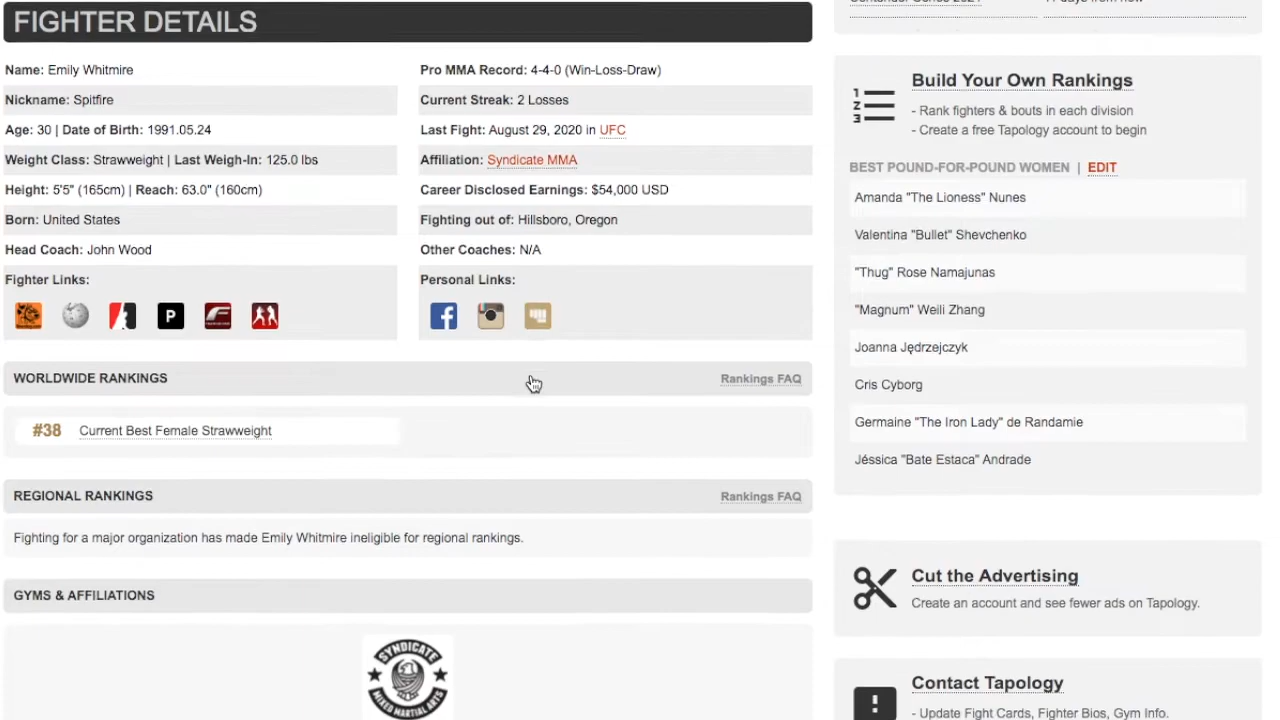 FIGHTER DETAILS
Name: Emily Whitmire
Pro MMA Record: 4-4-0 (Win-Loss-Draw)
Nickname: Spitfire
Current Streak: 2 Losses
Age: 30 | Date of Birth: 1991.05.24
Last Fight: August 29, 2020 in UFC
Weight Class: Strawweight | Last Weigh-In: 125.0 lbs
Affiliation: Syndicate MMA
Height: 5'5" (165cm) | Reach: 63.0" (160cm)
Career Disclosed Earnings: $54,000 USD
Born: United States
Fighting out of: Hillsboro, Oregon
Head Coach: John Wood
Other Coaches: N/A
Fighter Links:
Personal Links:
P
WORLDWIDE RANKINGS
Rankings FAQ
#38 Current Best Female Strawweight
REGIONAL RANKINGS
Rankings FAQ
Fighting for a major organization has made Emily Whitmire ineligible for regional rankings.
GYMS & AFFILIATIONS
SYNDICATE
MIXED MARTIAL ARTS
1
2
3
Build Your Own Rankings
- Rank fighters & bouts in each division
- Create a free Tapology account to begin
BEST POUND-FOR-POUND WOMEN | EDIT
Amanda "The Lioness" Nunes
Valentina "Bullet" Shevchenko
"Thug" Rose Namajunas
"Magnum" Weili Zhang
Joanna Jędrzejczyk
Cris Cyborg
Germaine "The Iron Lady" de Randamie
Jéssica "Bate Estaca" Andrade
Cut the Advertising
Create an account and see fewer ads on Tapology.
Contact Tapology
- Update Fight Cards, Fighter Bios, Gym Info.